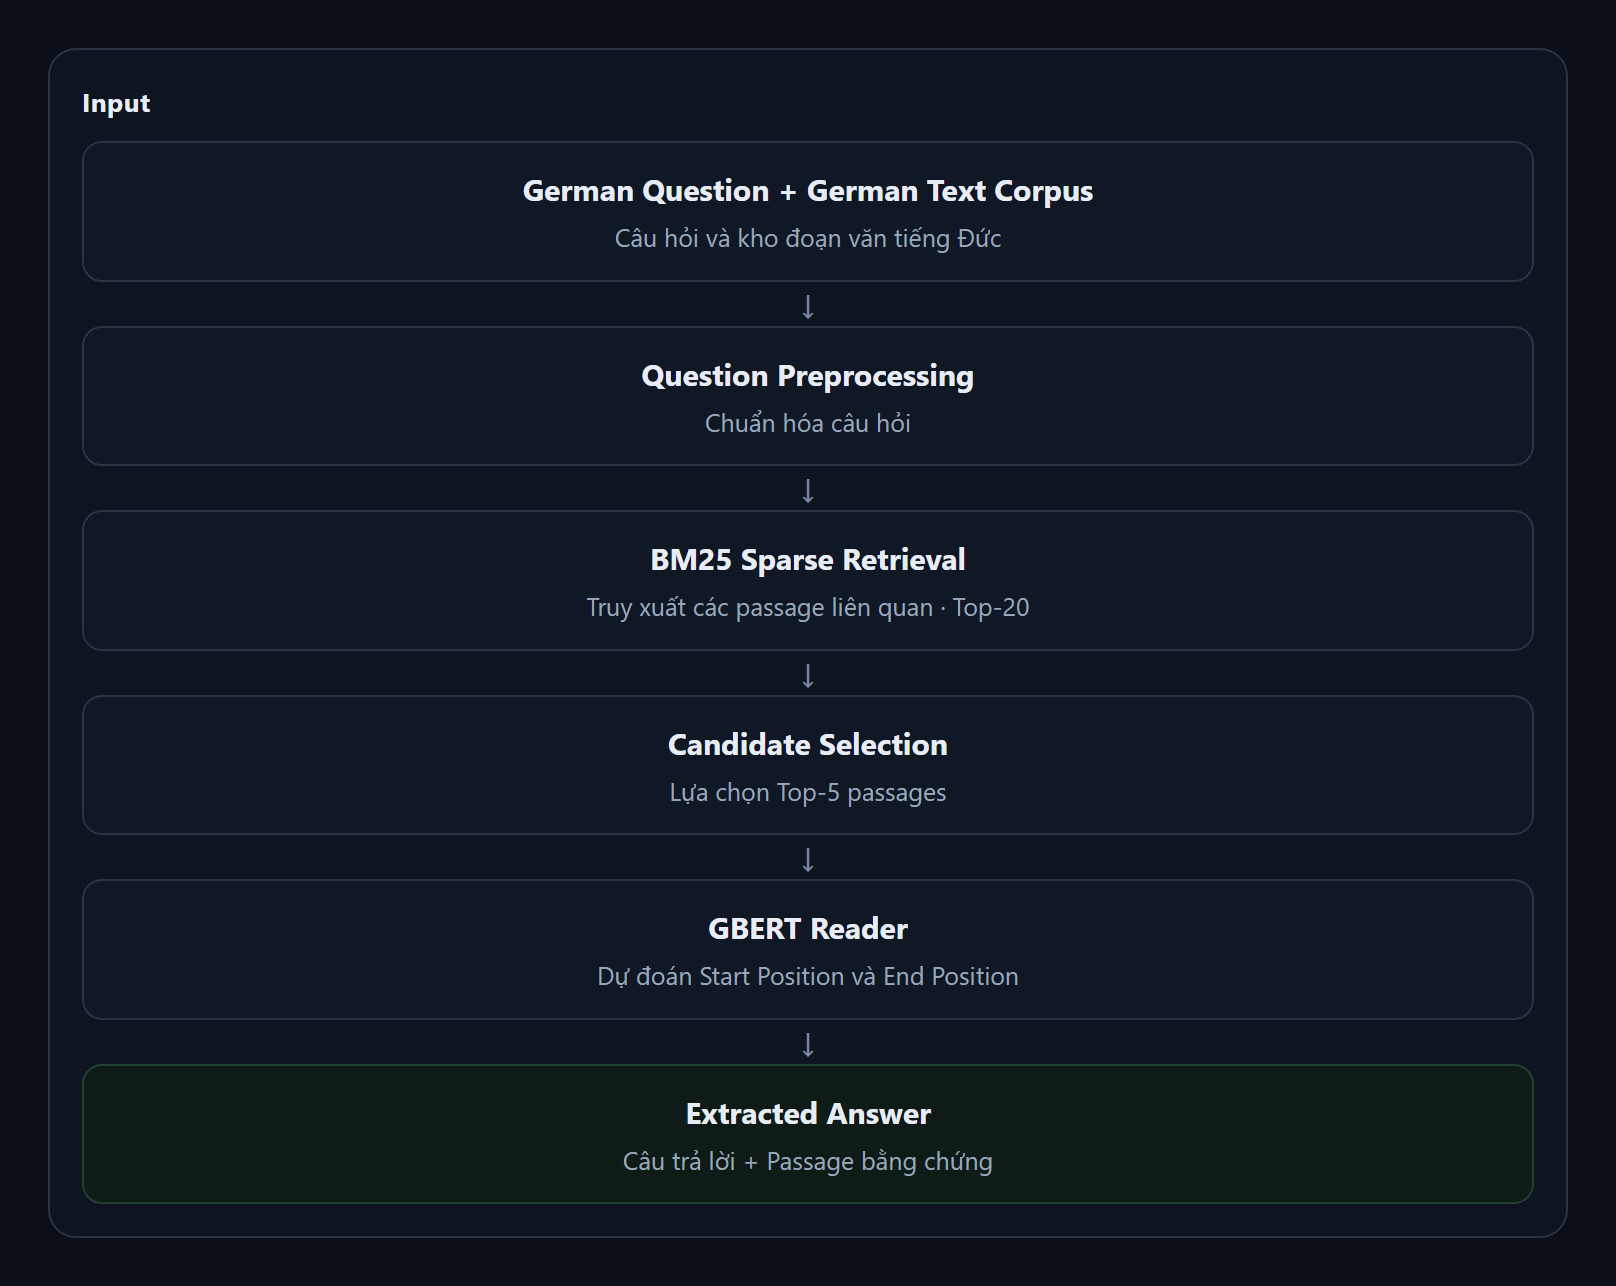 Input
German Question + German Text Corpus
Câu hỏi và kho đoạn văn tiếng Đức
↓
Question Preprocessing
Chuẩn hóa câu hỏi
↓
BM25 Sparse Retrieval
Truy xuất các passage liên quan · Top-20
↓
Candidate Selection
Lựa chọn Top-5 passages
↓
GBERT Reader
Dự đoán Start Position và End Position
↓
Extracted Answer
Câu trả lời + Passage bằng chứng